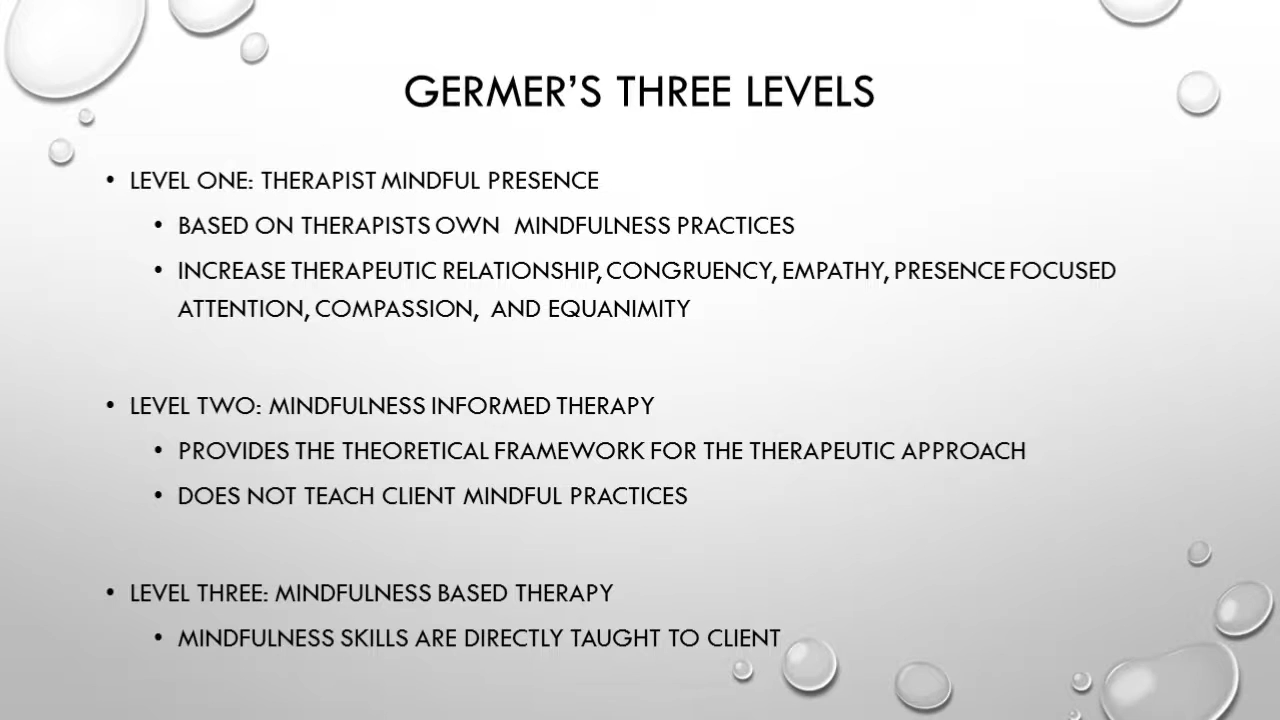 GERMER'S THREE LEVELS
• LEVEL ONE: THERAPIST MINDFUL PRESENCE
• BASED ON THERAPISTS OWN MINDFULNESS PRACTICES
• INCREASE THERAPEUTIC RELATIONSHIP, CONGRUENCY, EMPATHY, PRESENCE FOCUSED
ATTENTION, COMPASSION, AND EQUANIMITY
• LEVEL TWO: MINDFULNESS INFORMED THERAPY
• PROVIDES THE THEORETICAL FRAMEWORK FOR THE THERAPEUTIC APPROACH
• DOES NOT TEACH CLIENT MINDFUL PRACTICES
• LEVEL THREE: MINDFULNESS BASED THERAPY
• MINDFULNESS SKILLS ARE DIRECTLY TAUGHT TO CLIENT